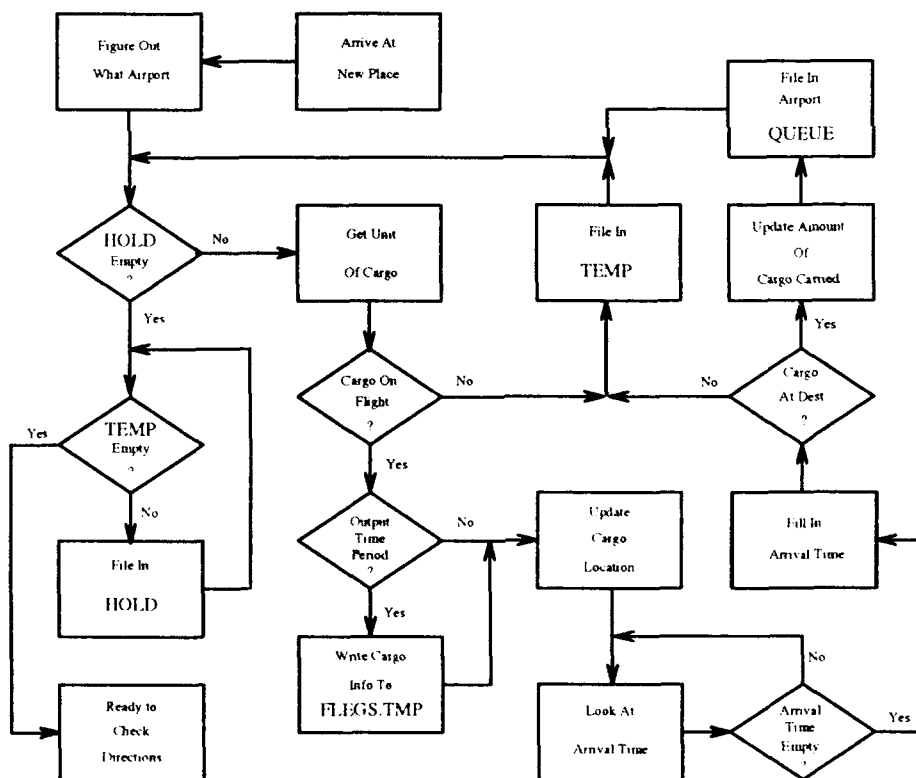 Figure Out
What Airport
Arrive At
New Place
File In
Airport
QUEUE
HOLD
Empty
?
No
Get Unit
Of Cargo
File In
TEMP
Update Amount
Of
Cargo Carried
Yes
Yes
Cargo On
Flight
?
No
No
Cargo
At Dest
?
Yes
TEMP
Empty
?
Yes
No
Output
Time
Period
?
No
Update
Cargo
Location
Fill In
Arrival Time
File In
HOLD
Yes
Write Cargo
Info To
FLEGS.TMP
No
Ready to
Check
Directions
Look At
Arrival Time
Arrival
Time
Empty
?
Yes